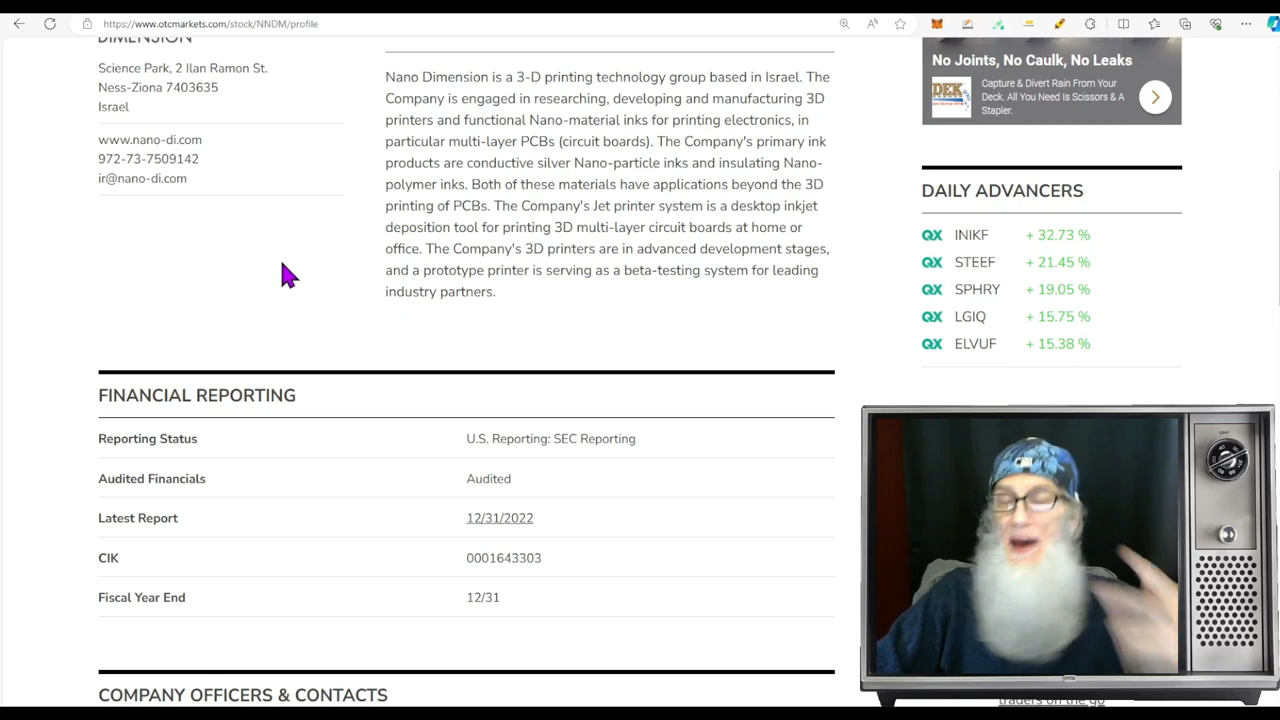 https://www.otcmarkets.com/stock/NNDM/profile
DIMENSION
Science Park, 2 Ilan Ramon St.
Ness-Ziona 7403635
Israel
www.nano-di.com
972-73-7509142
ir@nano-di.com
Nano Dimension is a 3-D printing technology group based in Israel. The
Company is engaged in researching, developing and manufacturing 3D
printers and functional Nano-material inks for printing electronics, in
particular multi-layer PCBs (circuit boards). The Company's primary ink
products are conductive silver Nano-particle inks and insulating Nano-
polymer inks. Both of these materials have applications beyond the 3D
printing of PCBs. The Company's Jet printer system is a desktop inkjet
deposition tool for printing 3D multi-layer circuit boards at home or
office. The Company's 3D printers are in advanced development stages,
and a prototype printer is serving as a beta-testing system for leading
industry partners.
FINANCIAL REPORTING
Reporting Status U.S. Reporting: SEC Reporting
Audited Financials Audited
Latest Report 12/31/2022
CIK 0001643303
Fiscal Year End 12/31
COMPANY OFFICERS & CONTACTS
No Joints, No Caulk, No Leaks
DEK
Capture & Divert Rain From Your
Deck. All You Need Is Scissors & A
Stapler.
DAILY ADVANCERS
QX INIKF + 32.73 %
QX STEEF + 21.45 %
QX SPHRY + 19.05 %
QX LGIQ + 15.75 %
QX ELVUF + 15.38 %
UHF
traders on the go